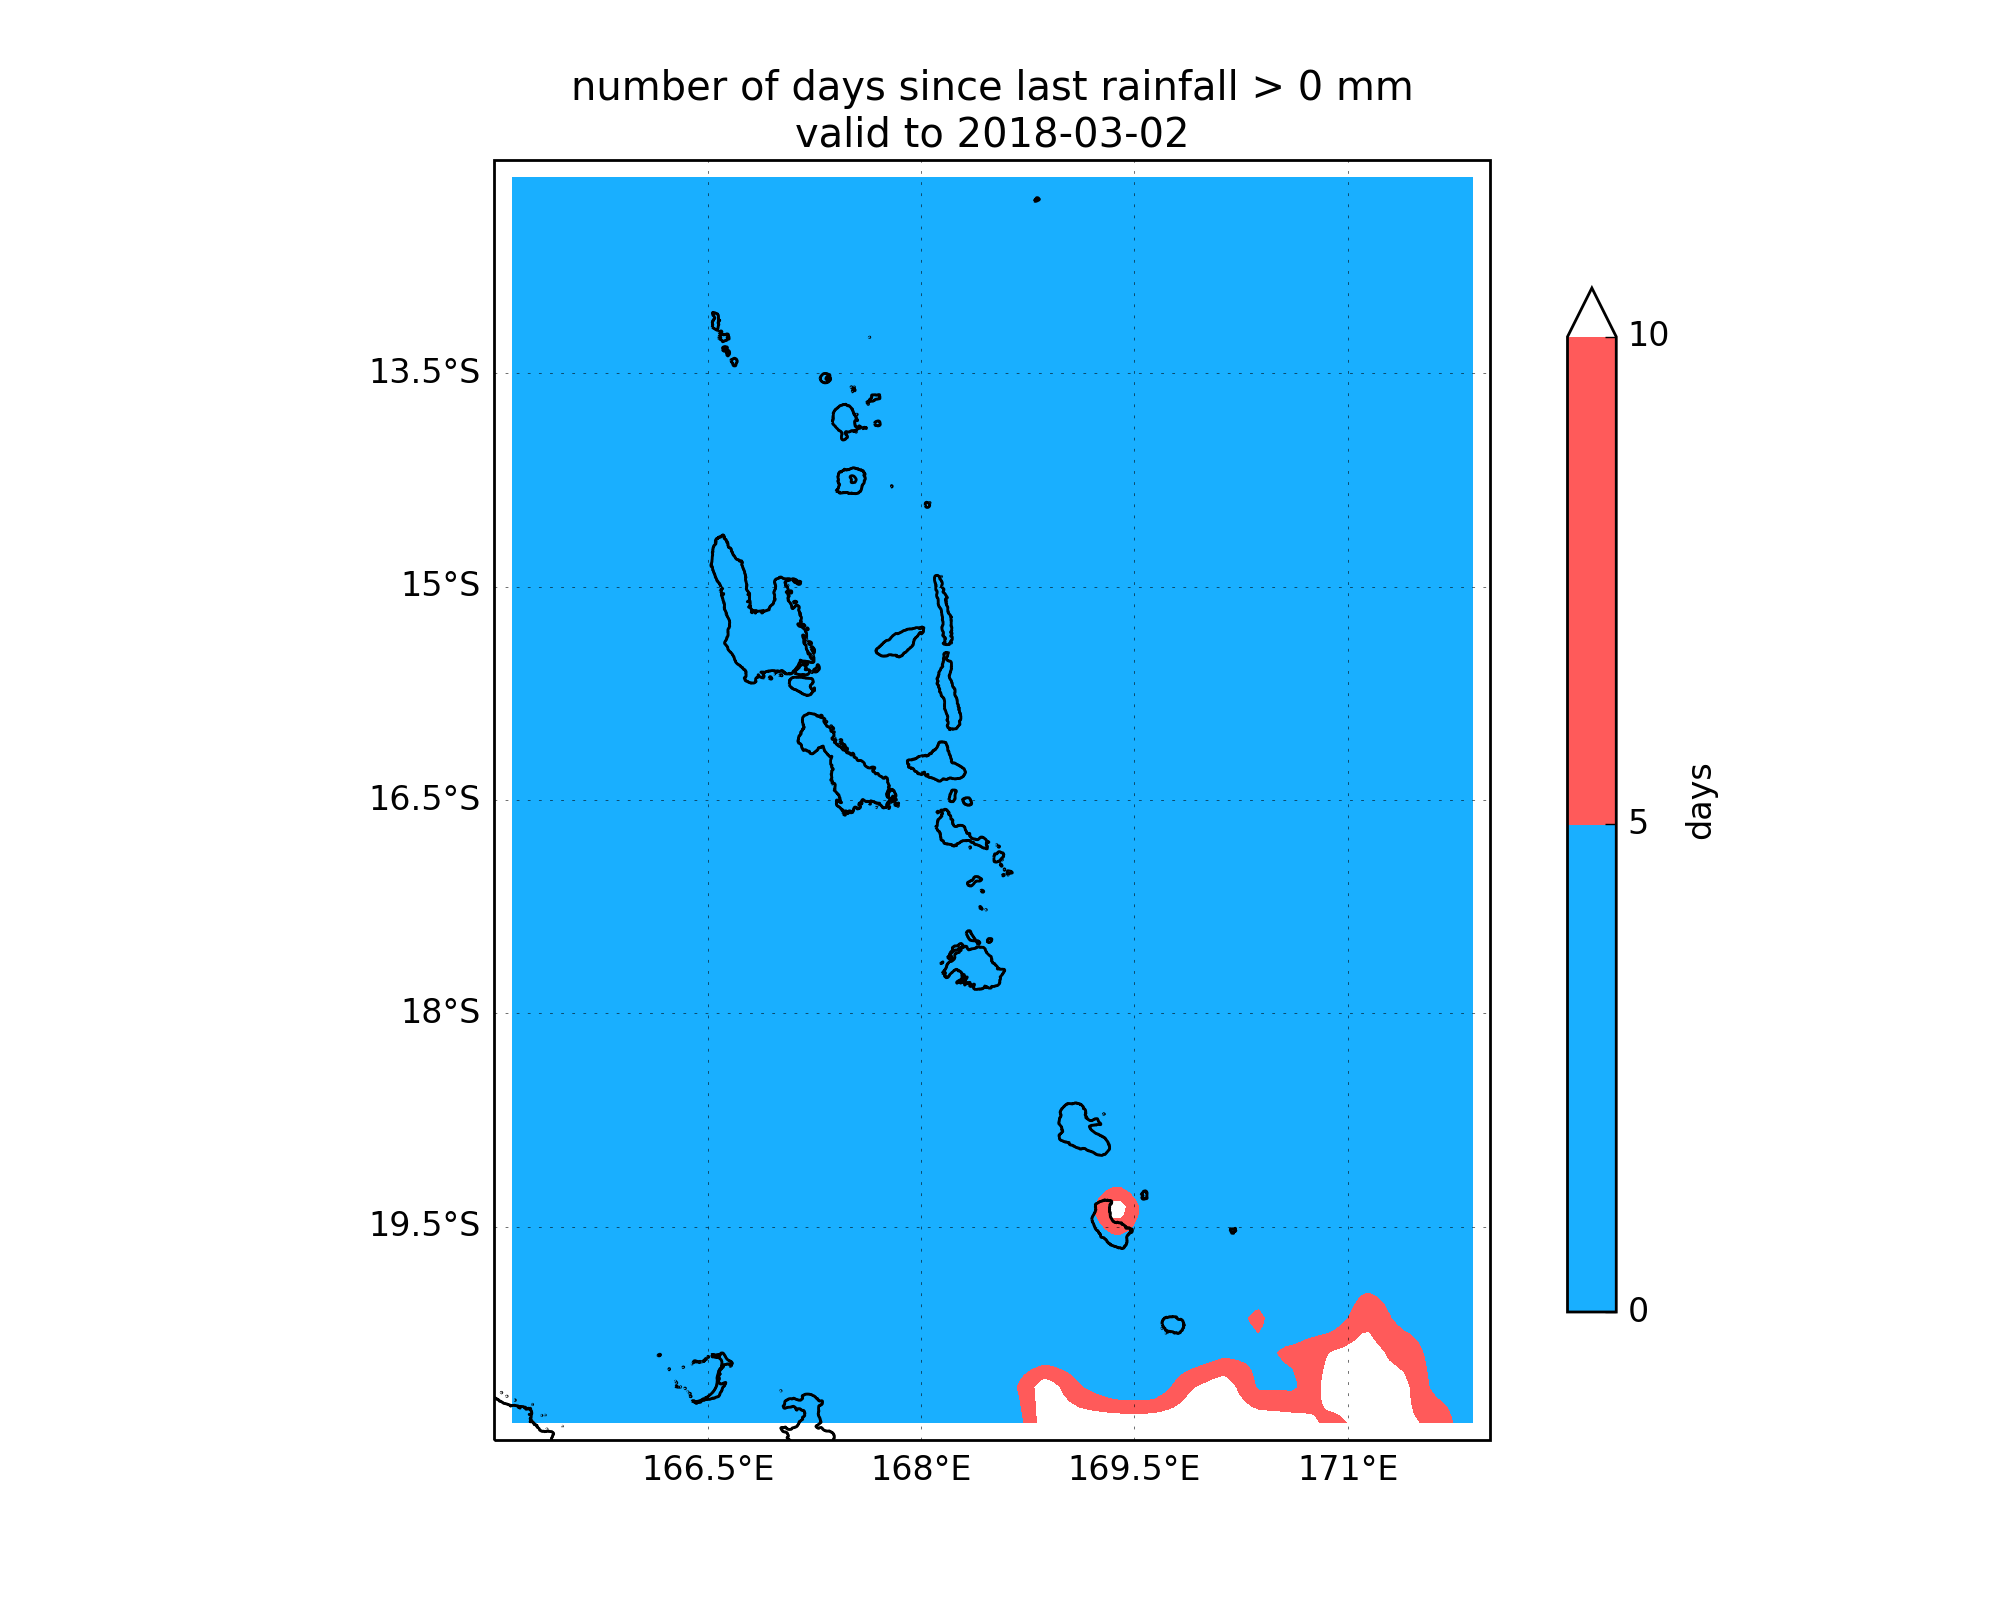 number of days since last rainfall > 0 mm
valid to 2018-03-02
10
13.5°S
15°S
days
16.5°S
5
18°S
19.5°S
0
166.5°E
168°E
169.5°E
171°E